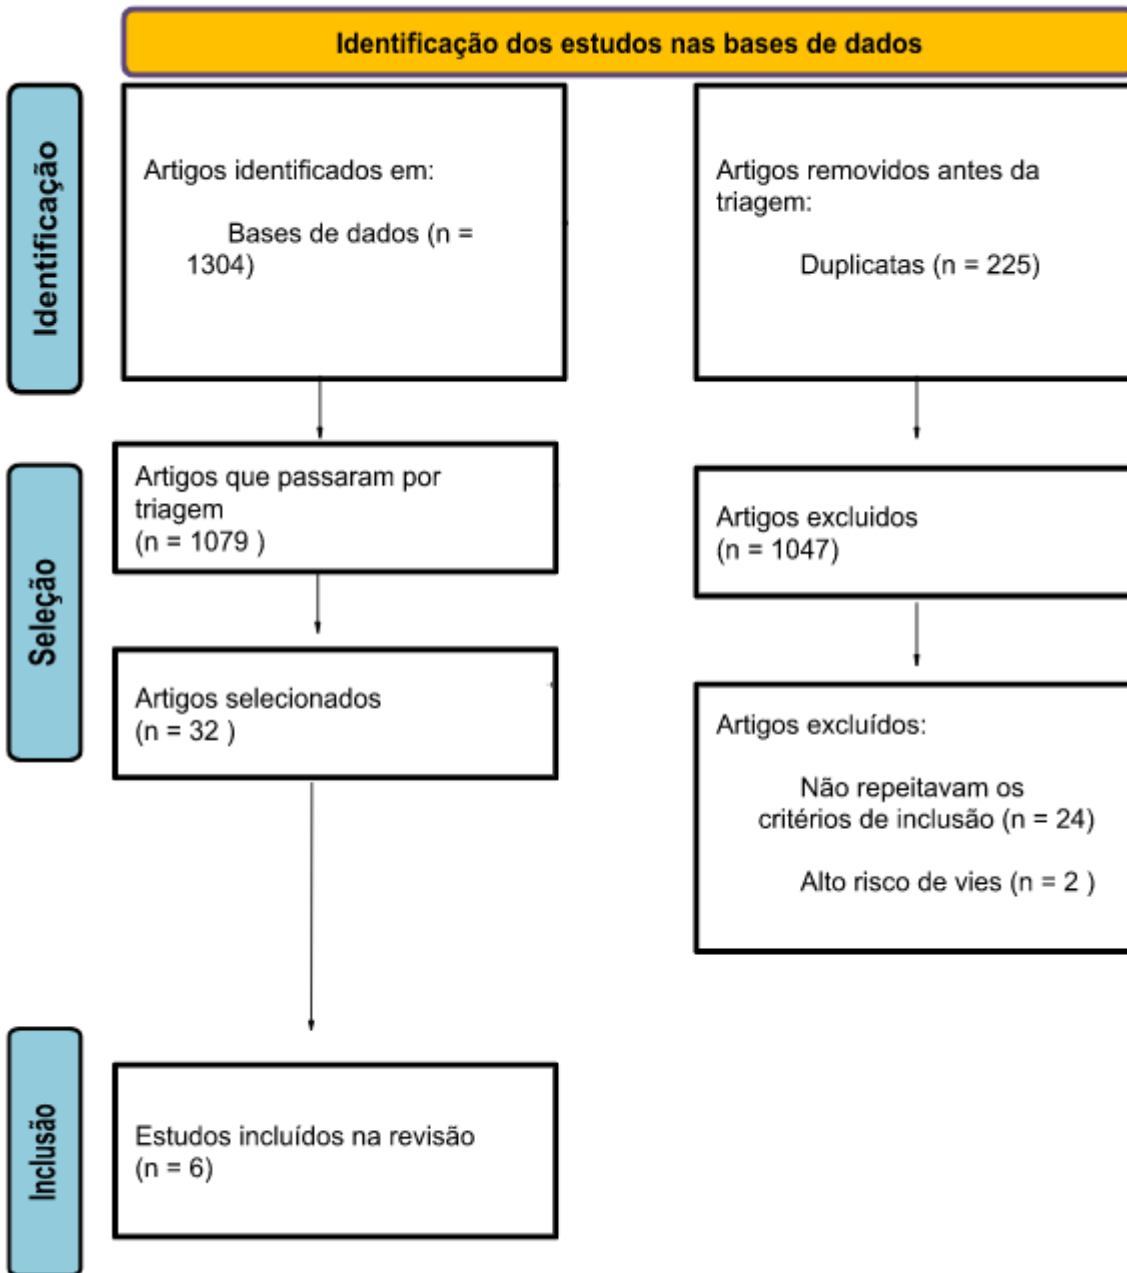 Identificação dos estudos nas bases de dados
Identificação
Artigos identificados em:
Bases de dados (n =
1304)
Artigos removidos antes da
triagem:
Duplicatas (n = 225)
Seleção
Artigos que passaram por
triagem
(n = 1079 )
Artigos excluidos
(n = 1047)
Artigos selecionados
(n = 32 )
Artigos excluídos:
Não repeitavam os
critérios de inclusão (n = 24)
Alto risco de vies (n = 2 )
Inclusão
Estudos incluídos na revisão
(n = 6)